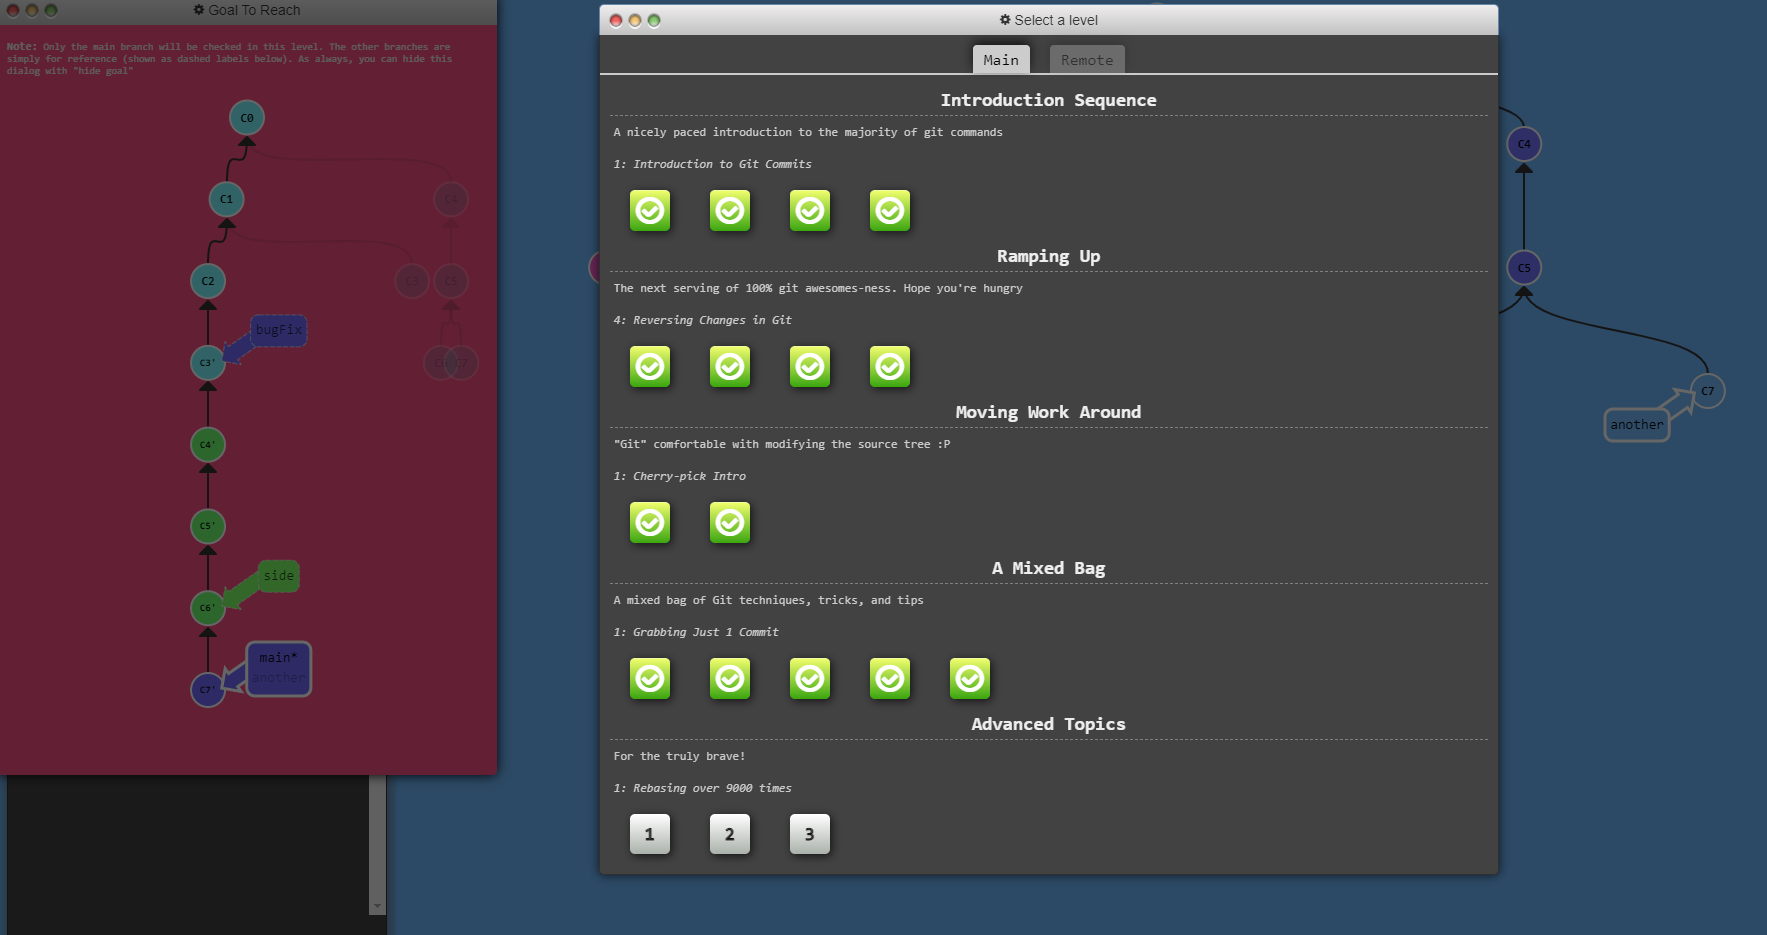 Goal To Reach
Note: Only the main branch will be checked in this level. The other branches are
simply for reference (shown as dashed labels below). As always, you can hide this
dialog with "hide goal"
C0
C1
C4
C2
C3
C5
bugFix
C3'
C7
C4'
C5'
side
C6'
main*
another
C7'
Select a level
Main
Remote
Introduction Sequence
A nicely paced introduction to the majority of git commands
1: Introduction to Git Commits
Ramping Up
The next serving of 100% git awesomes-ness. Hope you're hungry
4: Reversing Changes in Git
Moving Work Around
"Git" comfortable with modifying the source tree :P
1: Cherry-pick Intro
A Mixed Bag
A mixed bag of Git techniques, tricks, and tips
1: Grabbing Just 1 Commit
Advanced Topics
For the truly brave!
1: Rebasing over 9000 times
1
2
3
C4
C5
C7
another